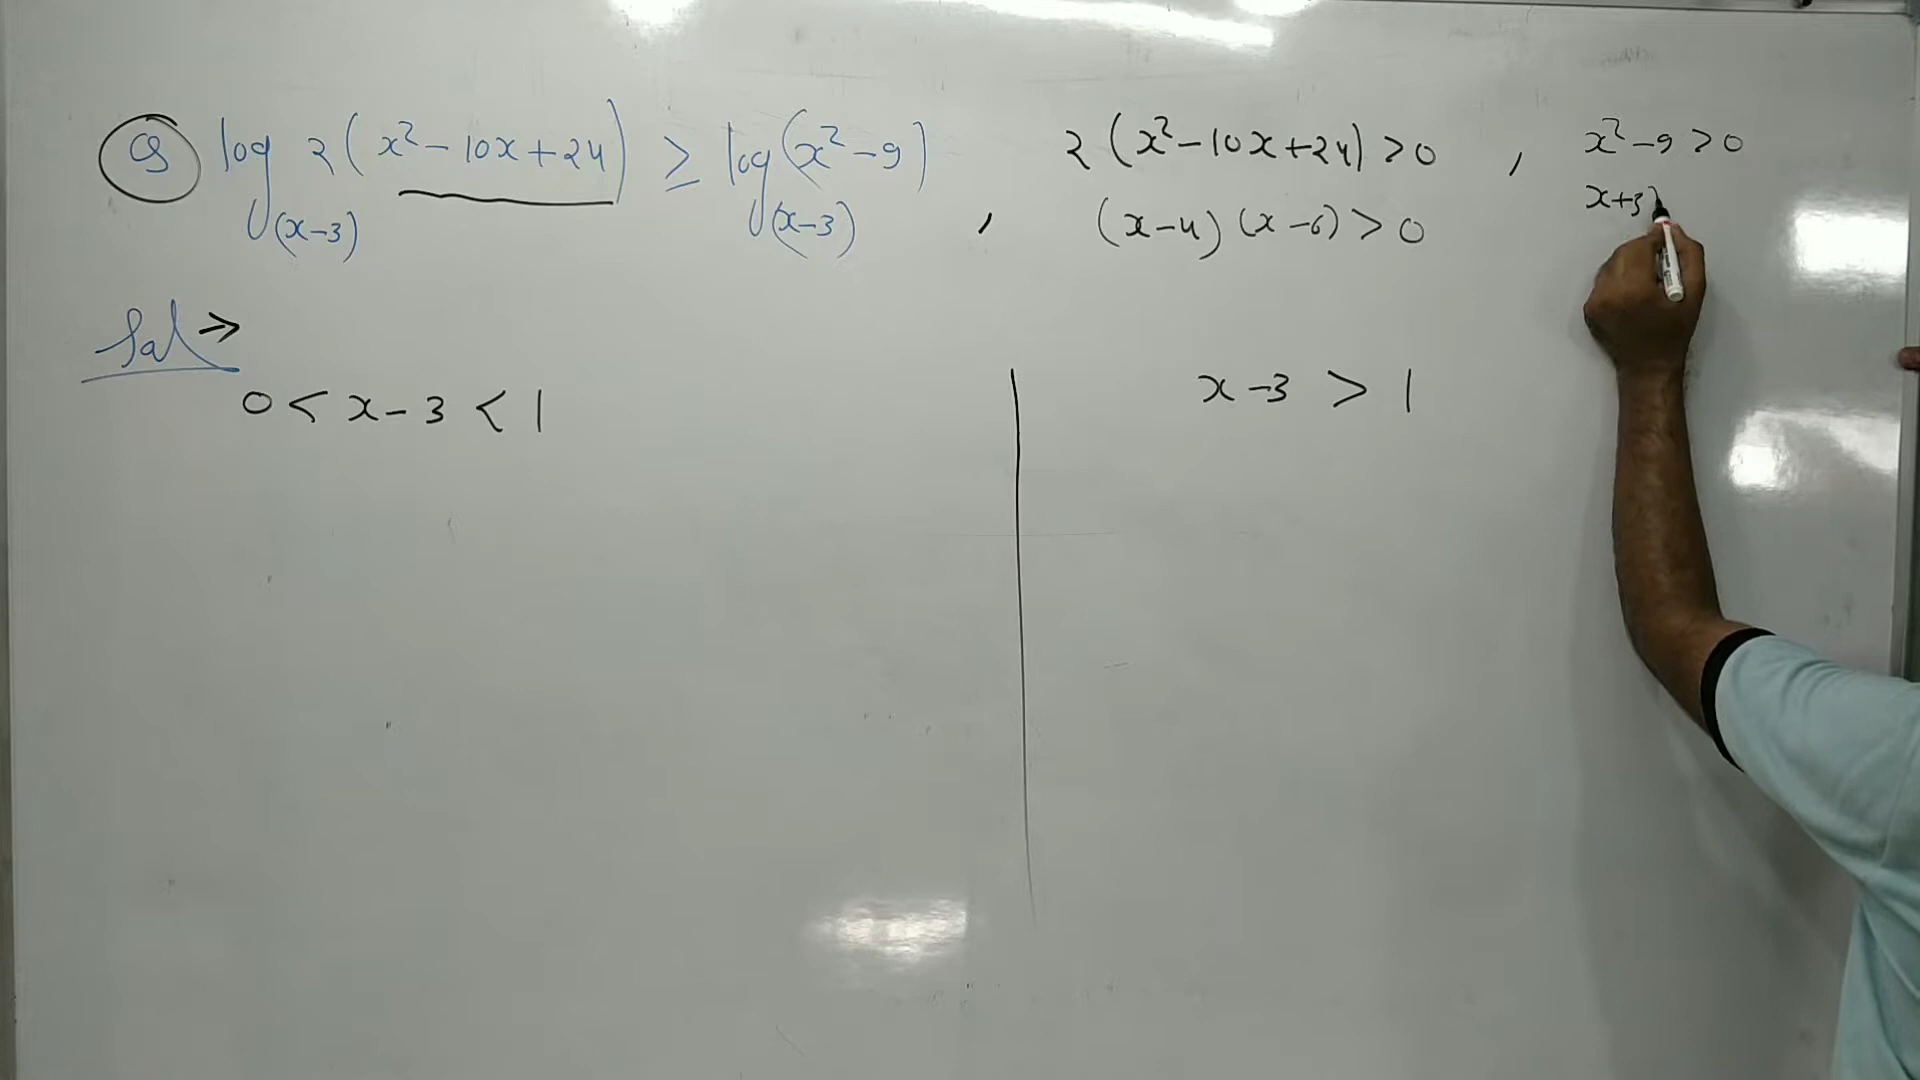 Q log 2(x²-10x+24) ≥ log(x²-9)
(x-3) (x-3) ,
2(x²-10x+24)>0 , x²-9>0
(x-4)(x-6)>0 x+3)
Sol →
0<x-3<1
x-3 > 1